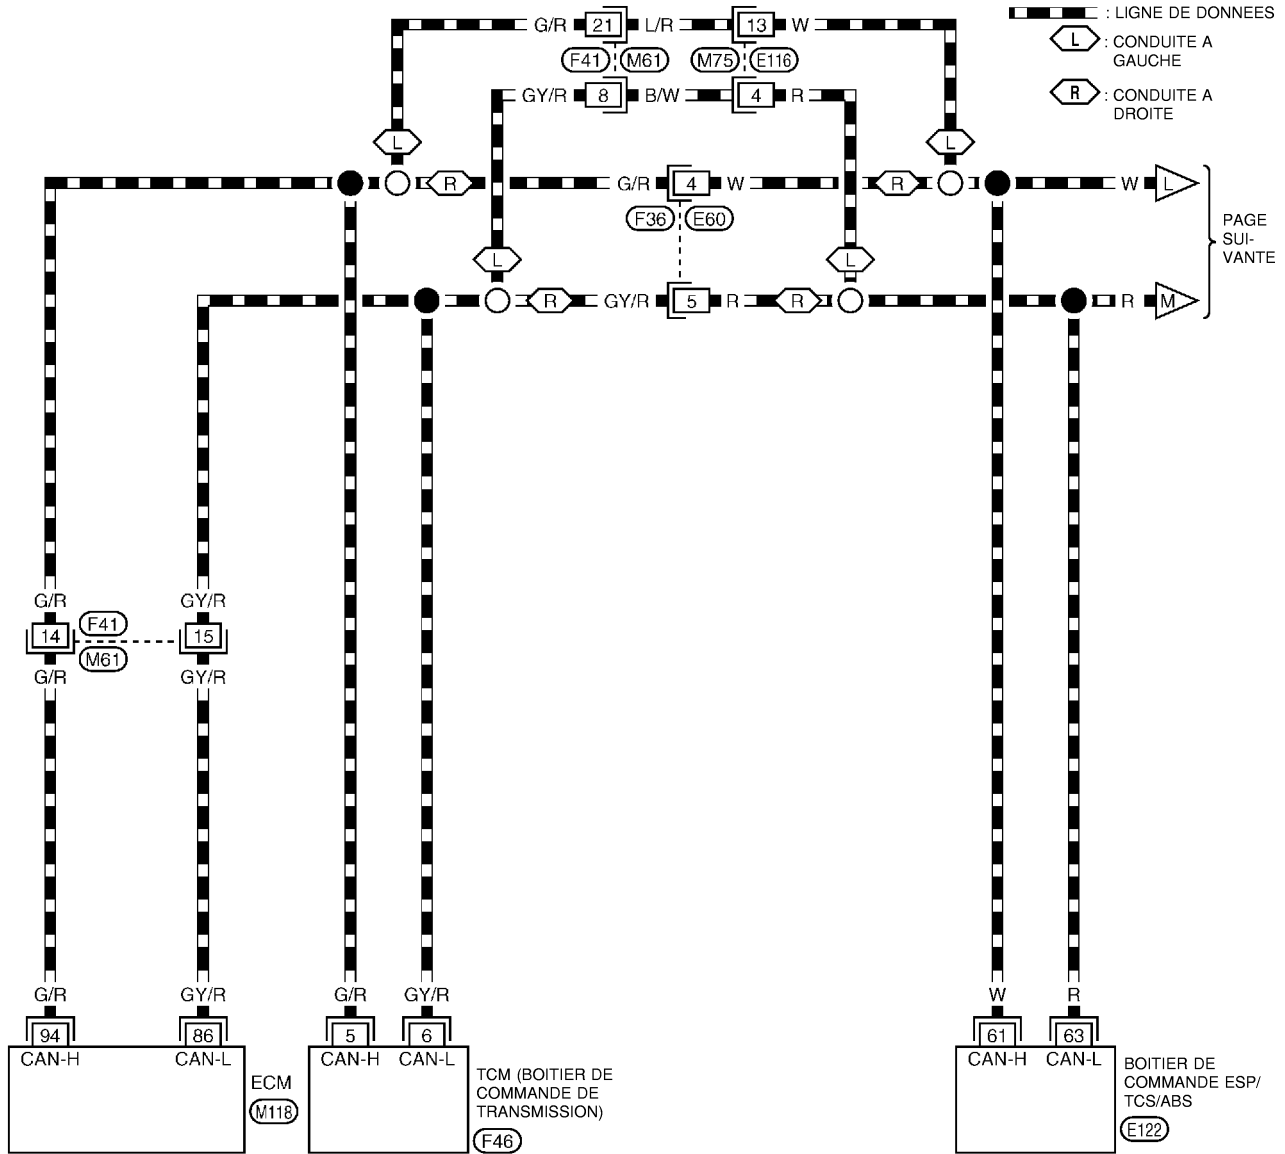 G/R 21 L/R 13 W
: LIGNE DE DONNEES
F41 M61 M75 E116
L : CONDUITE A
GAUCHE
GY/R 8 B/W 4 R
R : CONDUITE A
DROITE
L L
R G/R 4 W R W L
F36 E60
PAGE
SUI-
VANTE
L L
R GY/R 5 R R R M
G/R GY/R
14 F41 15
M61
G/R GY/R
G/R GY/R G/R GY/R W R
94 86 5 6 61 63
CAN-H CAN-L CAN-H CAN-L CAN-H CAN-L
ECM
M118
TCM (BOITIER DE
COMMANDE DE
TRANSMISSION)
F46
BOITIER DE
COMMANDE ESP/
TCS/ABS
E122